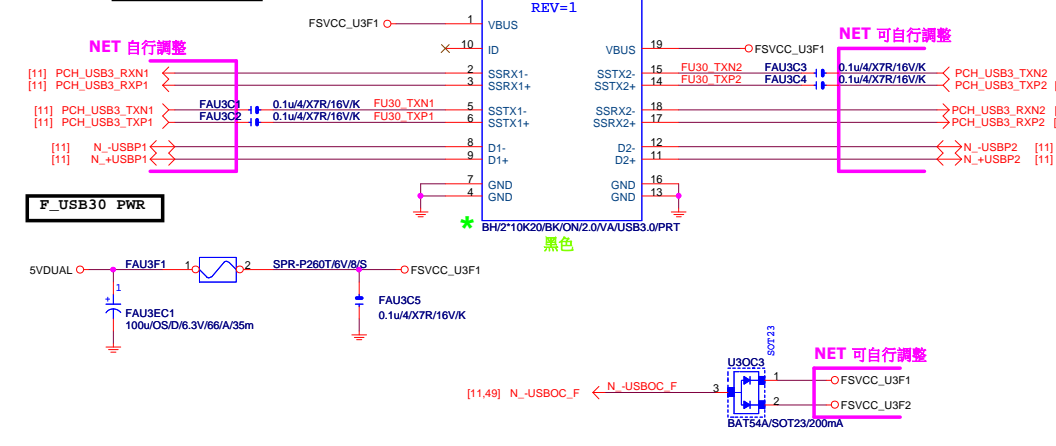 REV=1
FSVCC_U3F1
1
VBUS
NET 自行調整
10
ID
VBUS
19
FSVCC_U3F1
NET 可自行調整
[11] PCH_USB3_RXN1
2
SSRX1-
SSTX2-
15
FU30_TXN2
FAU3C3
0.1u/4/X7R/16V/K
PCH_USB3_TXN2
[11] PCH_USB3_RXP1
3
SSRX1+
SSTX2+
14
FU30_TXP2
FAU3C4
0.1u/4/X7R/16V/K
PCH_USB3_TXP2
[11] PCH_USB3_TXN1
FAU3C1
0.1u/4/X7R/16V/K
FU30_TXN1
5
SSTX1-
SSRX2-
18
PCH_USB3_RXN2
[11] PCH_USB3_TXP1
FAU3C2
0.1u/4/X7R/16V/K
FU30_TXP1
6
SSTX1+
SSRX2+
17
PCH_USB3_RXP2
[11] N_-USBP1
8
D1-
D2-
12
N_-USBP2 [11]
[11] N_+USBP1
9
D1+
D2+
11
N_+USBP2 [11]
7
GND
GND
16
4
GND
GND
13
F_USB30 PWR
*
BH/2*10K20/BK/ON/2.0/VA/USB3.0/PRT
黑色
5VDUAL
FAU3F1
1
2
SPR-P260T/6V/8/S
FSVCC_U3F1
1
+
FAU3EC1
100u/OS/D/6.3V/66/A/35m
FAU3C5
0.1u/4/X7R/16V/K
SOT23
U3OC3
NET 可自行調整
[11,49] N_-USBOC_F
N_-USBOC_F
3
1
FSVCC_U3F1
2
FSVCC_U3F2
BAT54A/SOT23/200mA